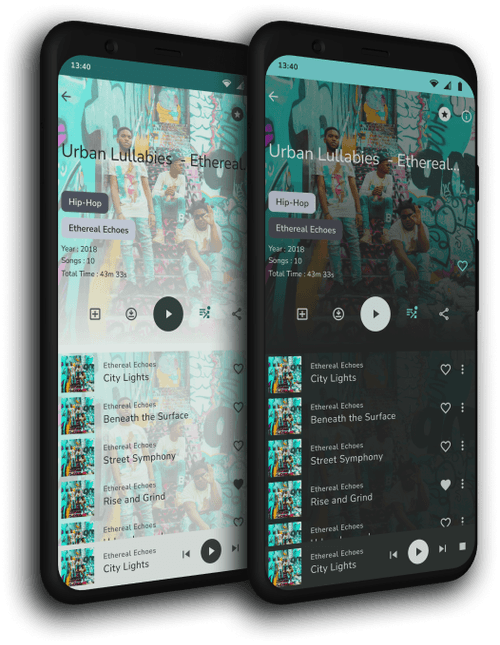 13:40
Urban Lullabies - Ethereal
Hip-Hop
Ethereal Echoes
Year : 2018
Songs : 10
Total Time : 43m 33s
Ethereal Echoes
City Lights
Ethereal Echoes
Beneath the Surface
Ethereal Echoes
Street Symphony
Ethereal Echoes
Rise and Grind
Ethereal Echoes
Ethereal Echoes
City Lights
13:40
Urban Lullabies - Ethereal...
Hip-Hop
Ethereal Echoes
Year : 2018
Songs : 10
Total Time : 43m 33s
Ethereal Echoes
City Lights
Ethereal Echoes
Beneath the Surface
Ethereal Echoes
Street Symphony
Ethereal Echoes
Rise and Grind
Ethereal Echoes
Ethereal Echoes
City Lights